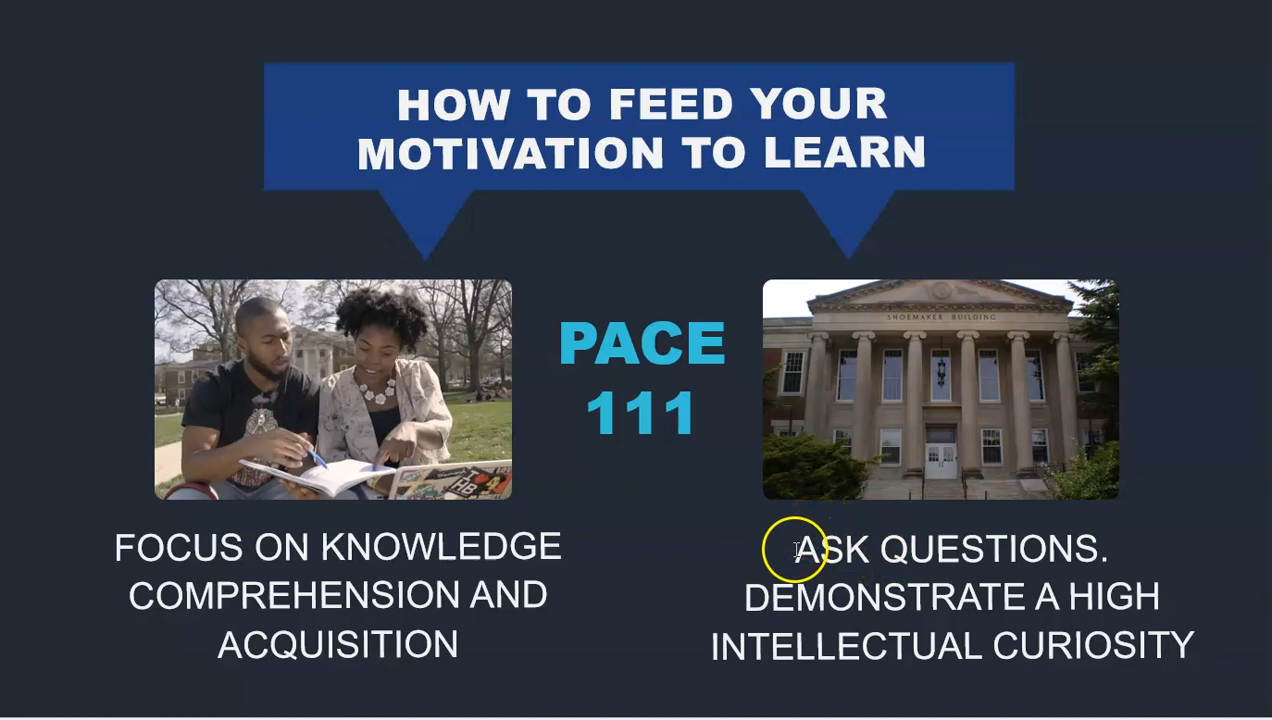 HOW TO FEED YOUR
MOTIVATION TO LEARN
PACE
111
SHOEMAKER BUILDING
FOCUS ON KNOWLEDGE
COMPREHENSION AND
ACQUISITION
ASK QUESTIONS.
DEMONSTRATE A HIGH
INTELLECTUAL CURIOSITY